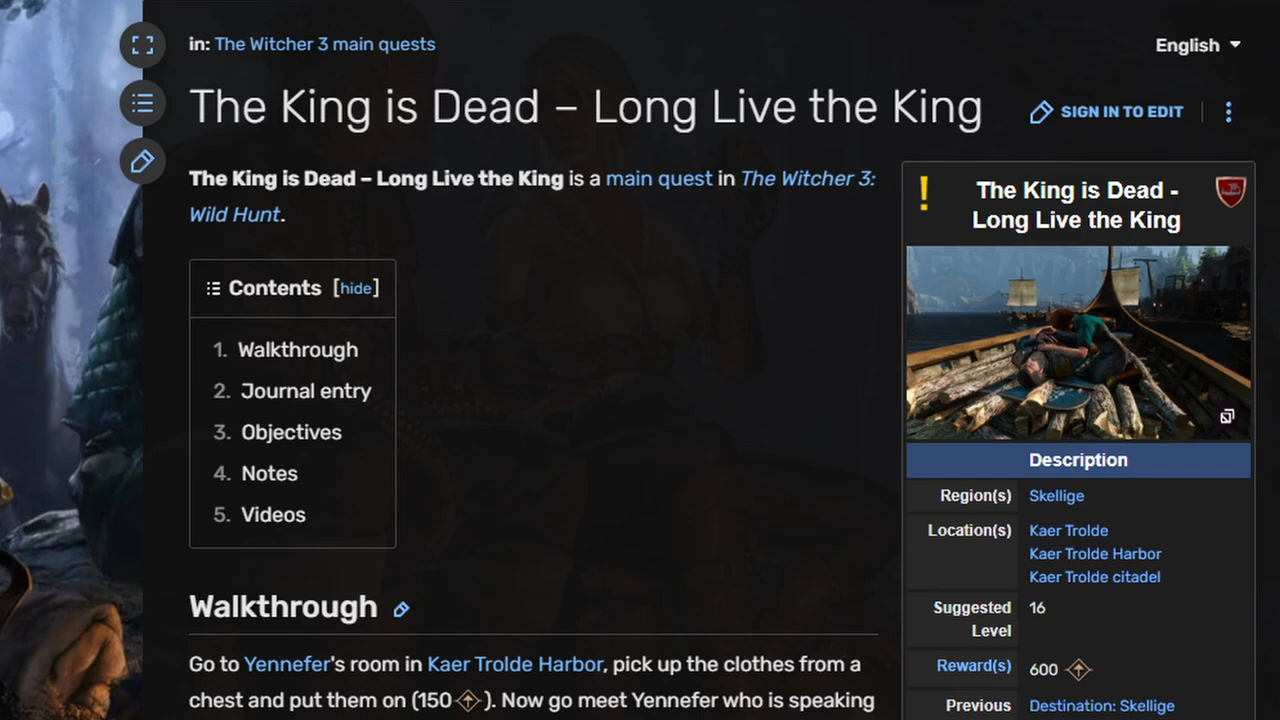 in: The Witcher 3 main quests
English
The King is Dead – Long Live the King
SIGN IN TO EDIT
The King is Dead – Long Live the King is a main quest in The Witcher 3:
Wild Hunt.
Contents [hide]
1. Walkthrough
2. Journal entry
3. Objectives
4. Notes
5. Videos
Walkthrough
Go to Yennefer's room in Kaer Trolde Harbor, pick up the clothes from a
chest and put them on (150 ). Now go meet Yennefer who is speaking
The King is Dead -
Long Live the King
Description
Region(s) Skellige
Location(s) Kaer Trolde
Kaer Trolde Harbor
Kaer Trolde citadel
Suggested 16
Level
Reward(s) 600
Previous Destination: Skellige